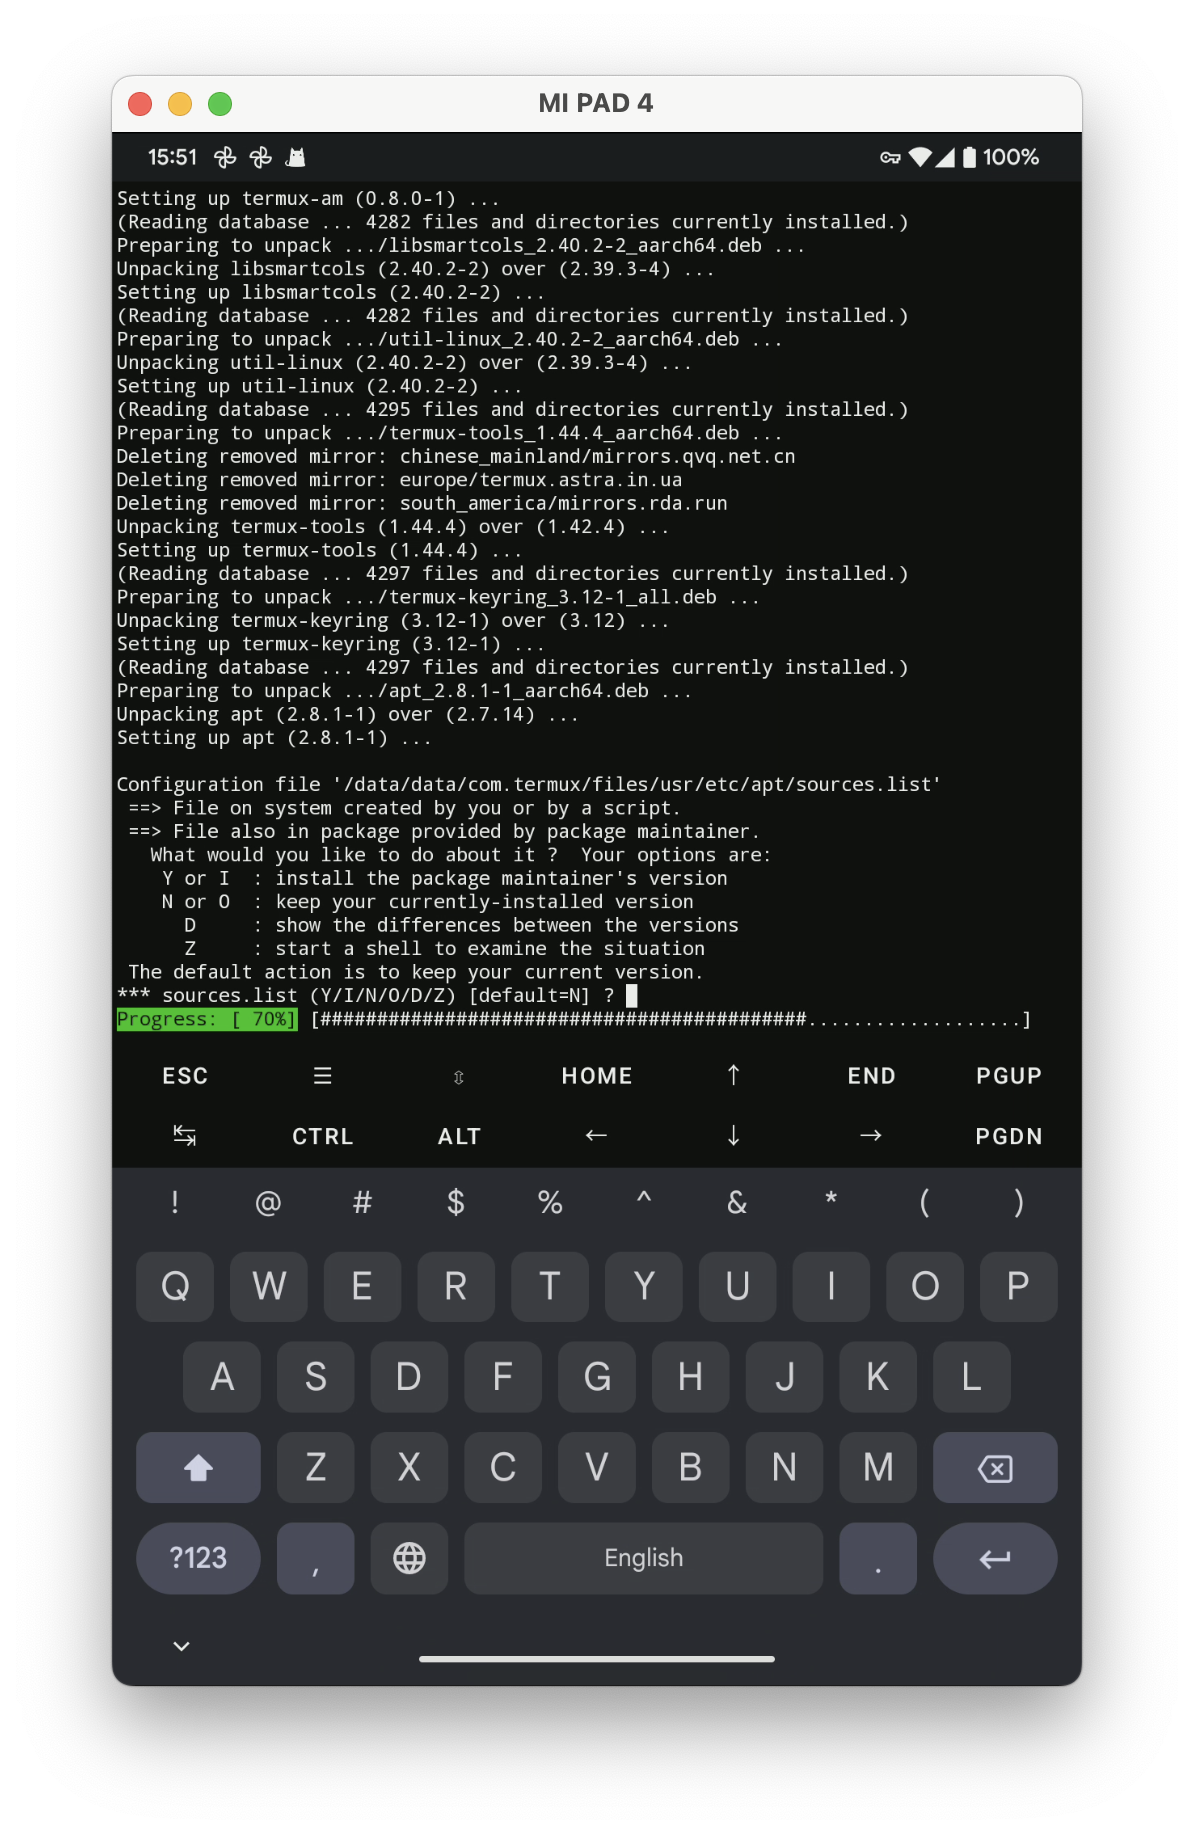 MI PAD 4
15:51 100%
Setting up termux-am (0.8.0-1) ...
(Reading database ... 4282 files and directories currently installed.)
Preparing to unpack .../libsmartcols_2.40.2-2_aarch64.deb ...
Unpacking libsmartcols (2.40.2-2) over (2.39.3-4) ...
Setting up libsmartcols (2.40.2-2) ...
(Reading database ... 4282 files and directories currently installed.)
Preparing to unpack .../util-linux_2.40.2-2_aarch64.deb ...
Unpacking util-linux (2.40.2-2) over (2.39.3-4) ...
Setting up util-linux (2.40.2-2) ...
(Reading database ... 4295 files and directories currently installed.)
Preparing to unpack .../termux-tools_1.44.4_aarch64.deb ...
Deleting removed mirror: chinese_mainland/mirrors.qvq.net.cn
Deleting removed mirror: europe/termux.astra.in.ua
Deleting removed mirror: south_america/mirrors.rda.run
Unpacking termux-tools (1.44.4) over (1.42.4) ...
Setting up termux-tools (1.44.4) ...
(Reading database ... 4297 files and directories currently installed.)
Preparing to unpack .../termux-keyring_3.12-1_all.deb ...
Unpacking termux-keyring (3.12-1) over (3.12) ...
Setting up termux-keyring (3.12-1) ...
(Reading database ... 4297 files and directories currently installed.)
Preparing to unpack .../apt_2.8.1-1_aarch64.deb ...
Unpacking apt (2.8.1-1) over (2.7.14) ...
Setting up apt (2.8.1-1) ...
Configuration file '/data/data/com.termux/files/usr/etc/apt/sources.list'
==> File on system created by you or by a script.
==> File also in package provided by package maintainer.
What would you like to do about it ?  Your options are:
Y or I  : install the package maintainer's version
N or O  : keep your currently-installed version
D     : show the differences between the versions
Z     : start a shell to examine the situation
The default action is to keep your current version.
*** sources.list (Y/I/N/O/D/Z) [default=N] ?
Progress: [ 70%] [###########################################...................]
ESC ☰ ⇳ HOME ↑ END PGUP
↹ CTRL ALT ← ↓ → PGDN
! @ # $ % ^ & * ( )
Q W E R T Y U I O P
A S D F G H J K L
Z X C V B N M
?123 , English .